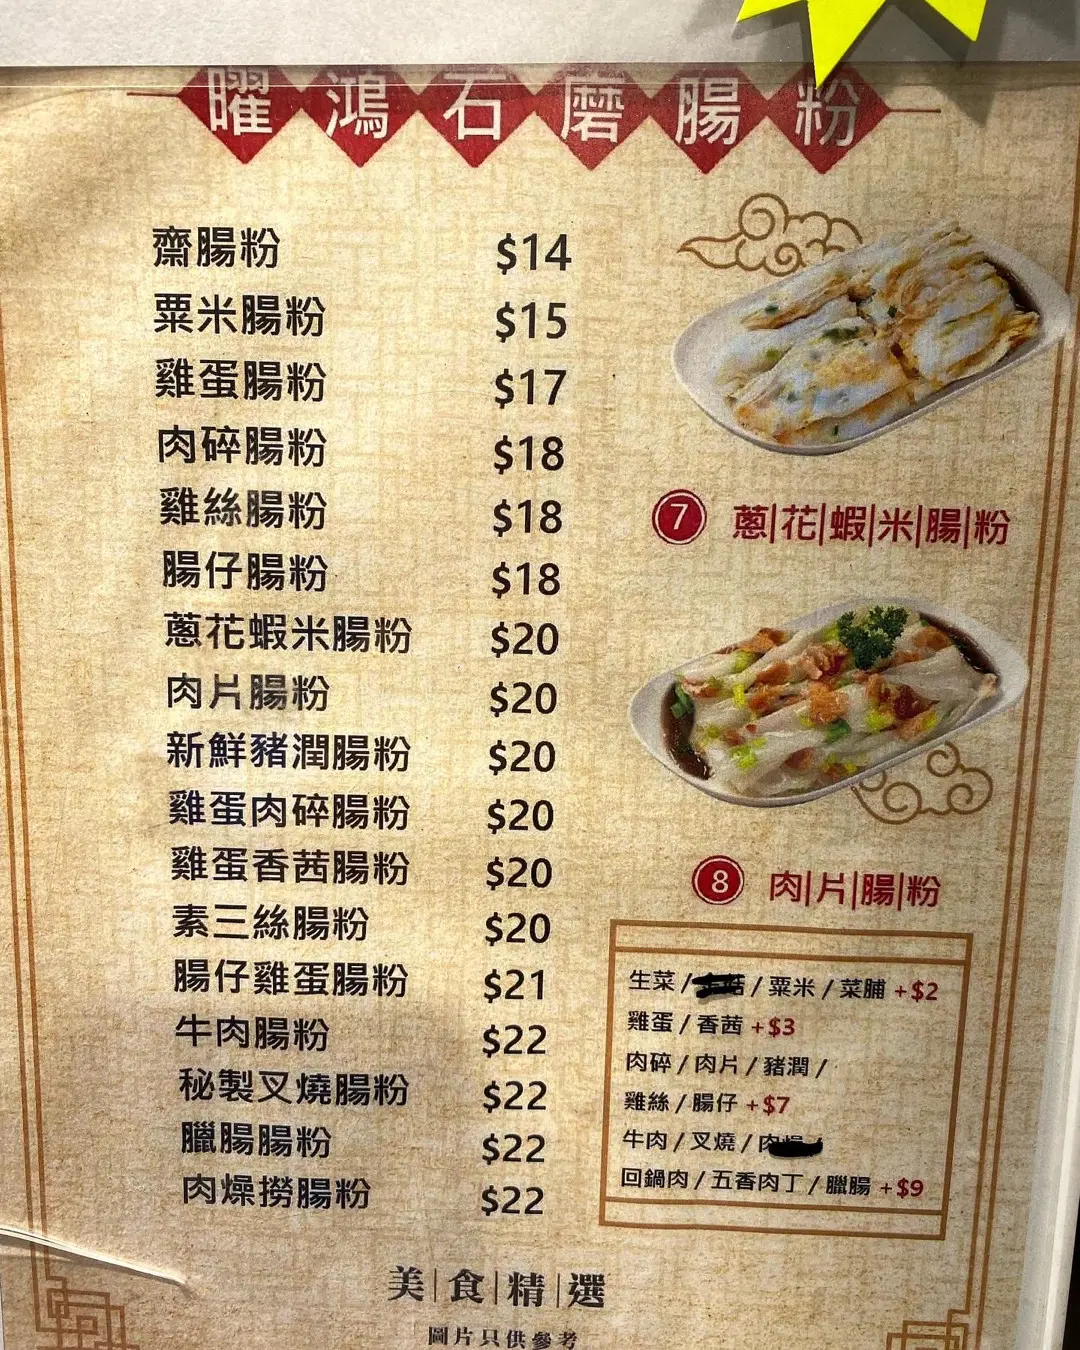 曜鴻石磨腸粉
齋腸粉 $14
粟米腸粉 $15
雞蛋腸粉 $17
肉碎腸粉 $18
雞絲腸粉 $18
腸仔腸粉 $18
蔥花蝦米腸粉 $20
肉片腸粉 $20
新鮮豬潤腸粉 $20
雞蛋肉碎腸粉 $20
雞蛋香茜腸粉 $20
素三絲腸粉 $20
腸仔雞蛋腸粉 $21
牛肉腸粉 $22
秘製叉燒腸粉 $22
臘腸腸粉 $22
肉燥撈腸粉 $22
7 蔥|花|蝦|米|腸|粉
8 肉|片|腸|粉
生菜 / / 粟米 / 菜脯 +$2
雞蛋 / 香茜 +$3
肉碎 / 肉片 / 豬潤 /
雞絲 / 腸仔 +$7
牛肉 / 叉燒 /
回鍋肉 / 五香肉丁 / 臘腸 +$9
美|食|精|選
圖片只供參考